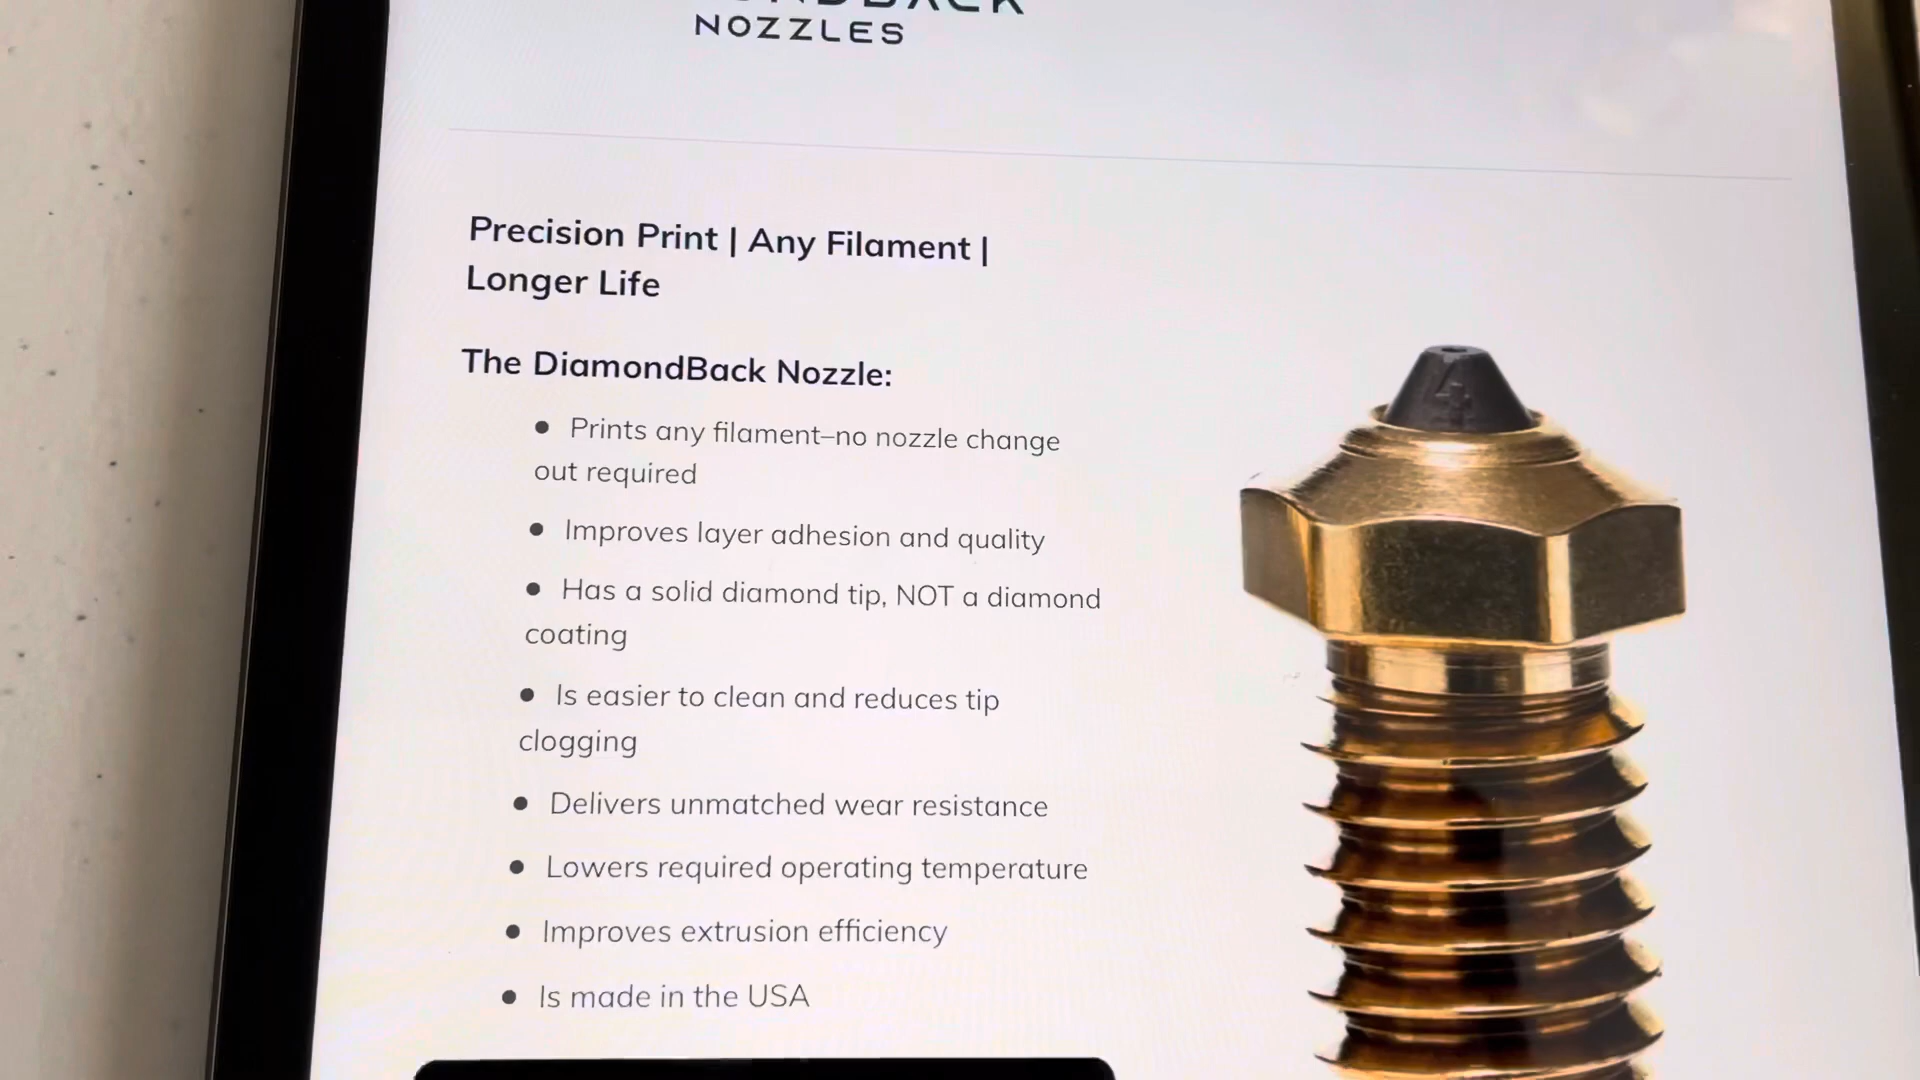 NOZZLES
Precision Print | Any Filament |
Longer Life
The DiamondBack Nozzle:
● Prints any filament–no nozzle change
out required
● Improves layer adhesion and quality
● Has a solid diamond tip, NOT a diamond
coating
● Is easier to clean and reduces tip
clogging
● Delivers unmatched wear resistance
● Lowers required operating temperature
● Improves extrusion efficiency
● Is made in the USA